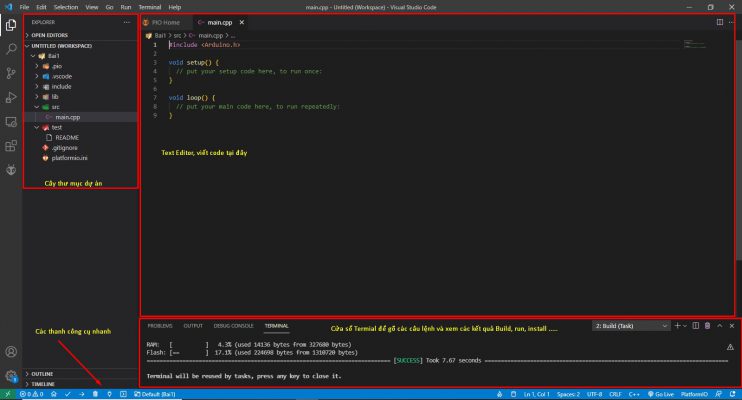 File Edit Selection View Go Run Terminal Help
main.cpp - Untitled (Workspace) - Visual Studio Code
EXPLORER
PIO Home
main.cpp
OPEN EDITORS
Bai1 > src > main.cpp > ...
UNTITLED (WORKSPACE)
Bai1
.pio
.vscode
include
lib
src
main.cpp
test
README
.gitignore
platformio.ini
Cây thư mục dự án
1 #include <Arduino.h>
2
3 void setup() {
4 // put your setup code here, to run once:
5 }
6
7 void loop() {
8 // put your main code here, to run repeatedly:
9 }
Text Editor, viết code tại đây
Các thanh công cụ nhanh
Cửa sổ Termial để gõ các câu lệnh và xem các kết quả Build, run, install .....
PROBLEMS OUTPUT DEBUG CONSOLE TERMINAL
2: Build (Task)
RAM: [ ] 4.3% (used 14136 bytes from 327680 bytes)
Flash: [== ] 17.1% (used 224698 bytes from 1310720 bytes)
[SUCCESS] Took 7.67 seconds
Terminal will be reused by tasks, press any key to close it.
OUTLINE
TIMELINE
0 0
Default (Bai1)
Ln 1, Col 1 Spaces: 2 UTF-8 CRLF C++ Go Live PlatformIO